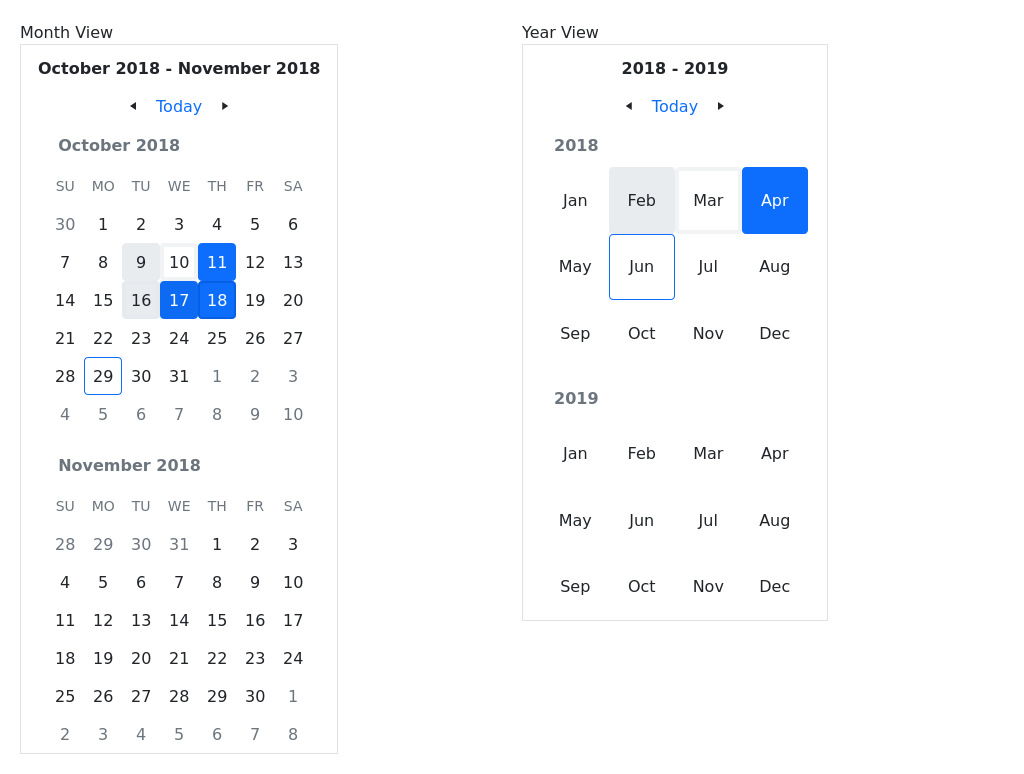 Month View
October 2018 - November 2018
Today
October 2018
SU MO TU WE TH FR SA
30 1 2 3 4 5 6
7 8 9 10 11 12 13
14 15 16 17 18 19 20
21 22 23 24 25 26 27
28 29 30 31 1 2 3
4 5 6 7 8 9 10
November 2018
SU MO TU WE TH FR SA
28 29 30 31 1 2 3
4 5 6 7 8 9 10
11 12 13 14 15 16 17
18 19 20 21 22 23 24
25 26 27 28 29 30 1
2 3 4 5 6 7 8
Year View
2018 - 2019
Today
2018
Jan Feb Mar Apr
May Jun Jul Aug
Sep Oct Nov Dec
2019
Jan Feb Mar Apr
May Jun Jul Aug
Sep Oct Nov Dec